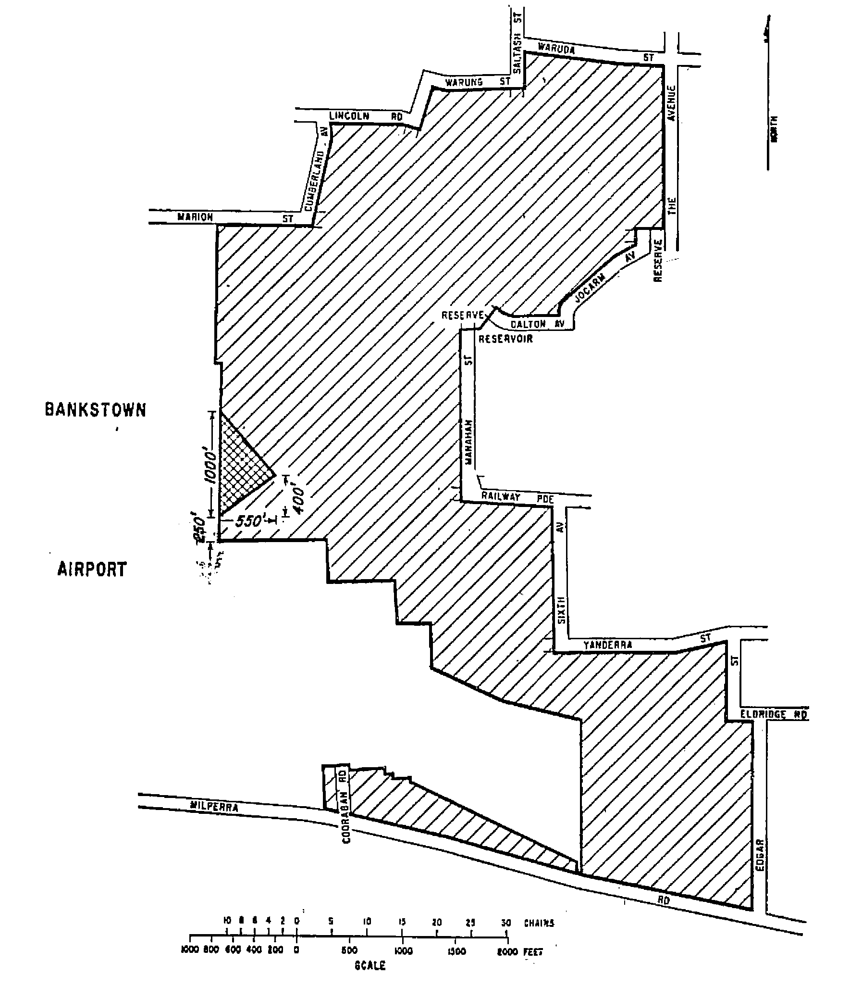 SALTASH ST
WARUDA ST
WARUNG ST
AVENUE
LINCOLN RD
NORTH
CUMBERLAND AV
MARION ST
THE
RESERVE
JOCARM AV
RESERVE
DALTON AV
RESERVOIR
ST
BANKSTOWN
MANAHAN
1000'
RAILWAY PDE
400'
550'
250'
AV
AIRPORT
SIXTH
YANDERRA ST
ST
ELDRIDGE RD
COORABAN RD
MILPERRA
EDGAR
RD
10 8 6 4 2 0 5 10 15 20 25 30 CHAINS
1000 800 600 400 200 0 500 1000 1500 2000 FEET
SCALE